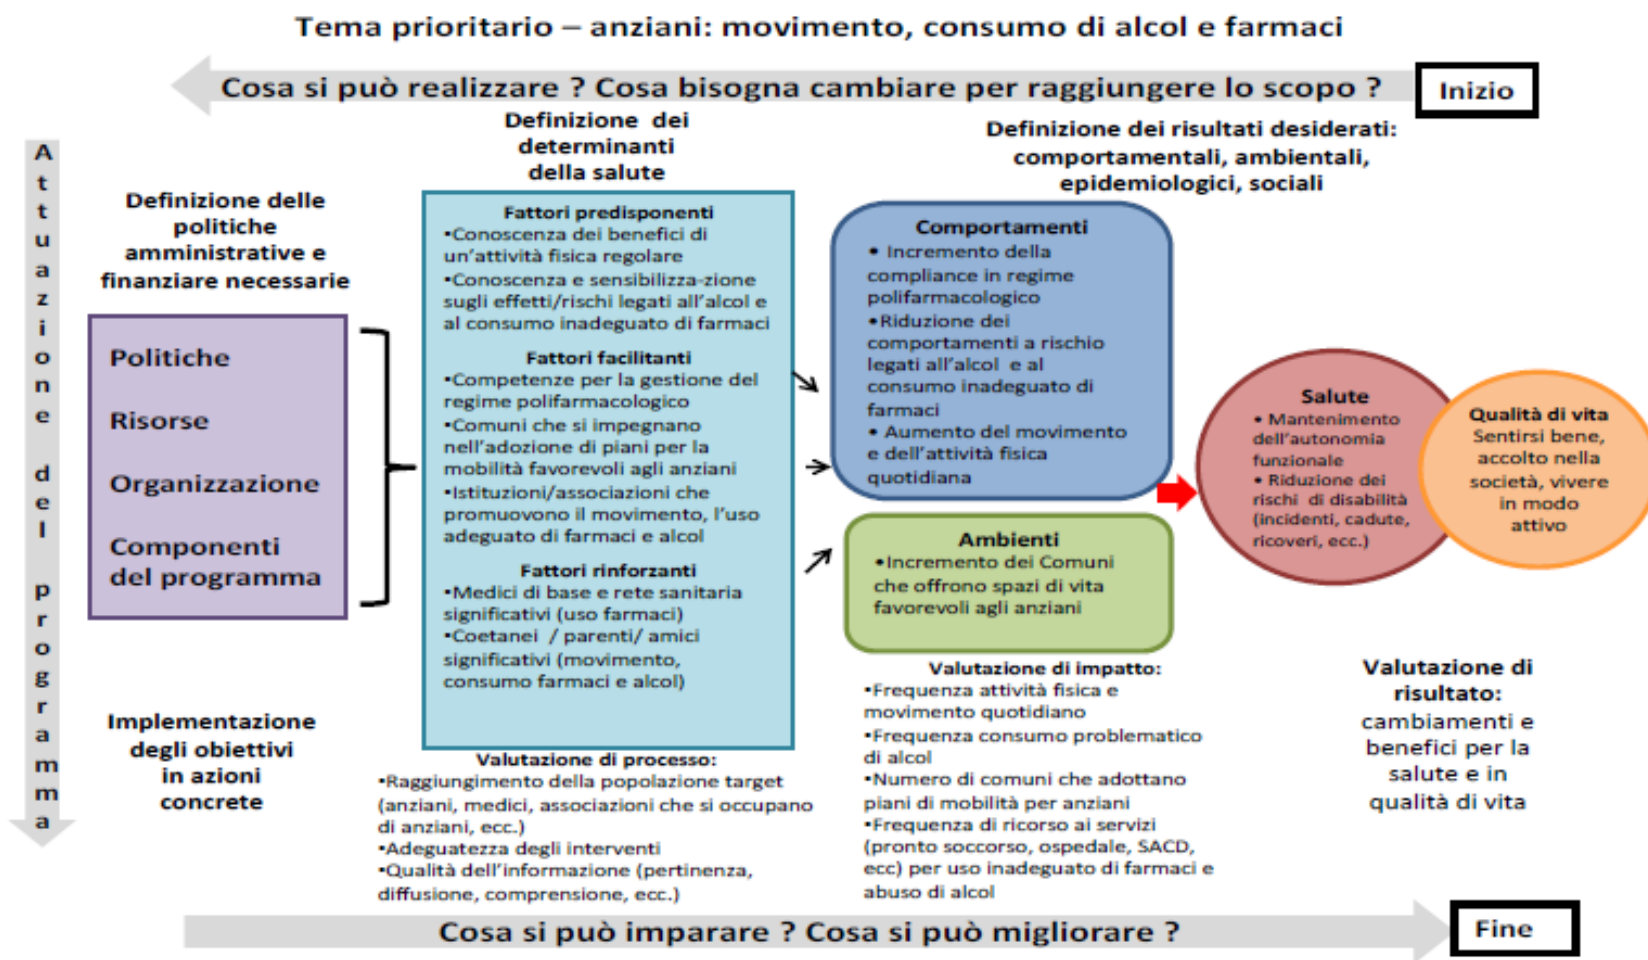 Tema prioritario – anziani: movimento, consumo di alcol e farmaci
Cosa si può realizzare ? Cosa bisogna cambiare per raggiungere lo scopo ?
Inizio
Attuazione del programma
Definizione delle
politiche
amministrative e
finanziare necessarie
Politiche
Risorse
Organizzazione
Componenti
del programma
Implementazione
degli obiettivi
in azioni
concrete
Definizione dei
determinanti
della salute
Fattori predisponenti
•Conoscenza dei benefici di
un'attività fisica regolare
•Conoscenza e sensibilizza-zione
sugli effetti/rischi legati all'alcol e
al consumo inadeguato di farmaci
Fattori facilitanti
•Competenze per la gestione del
regime polifarmacologico
•Comuni che si impegnano
nell'adozione di piani per la
mobilità favorevoli agli anziani
•Istituzioni/associazioni che
promuovono il movimento, l'uso
adeguato di farmaci e alcol
Fattori rinforzanti
•Medici di base e rete sanitaria
significativi (uso farmaci)
•Coetanei / parenti/ amici
significativi (movimento,
consumo farmaci e alcol)
Valutazione di processo:
•Raggiungimento della popolazione target
(anziani, medici, associazioni che si occupano
di anziani, ecc.)
•Adeguatezza degli interventi
•Qualità dell'informazione (pertinenza,
diffusione, comprensione, ecc.)
Definizione dei risultati desiderati:
comportamentali, ambientali,
epidemiologici, sociali
Comportamenti
• Incremento della
compliance in regime
polifarmacologico
•Riduzione dei
comportamenti a rischio
legati all'alcol e al
consumo inadeguato di
farmaci
• Aumento del movimento
e dell'attività fisica
quotidiana
Ambienti
•Incremento dei Comuni
che offrono spazi di vita
favorevoli agli anziani
Valutazione di impatto:
•Frequenza attività fisica e
movimento quotidiano
•Frequenza consumo problematico
di alcol
•Numero di comuni che adottano
piani di mobilità per anziani
•Frequenza di ricorso ai servizi
(pronto soccorso, ospedale, SACD,
ecc) per uso inadeguato di farmaci e
abuso di alcol
Salute
• Mantenimento
dell'autonomia
funzionale
• Riduzione dei
rischi di disabilità
(incidenti, cadute,
ricoveri, ecc.)
Qualità di vita
Sentirsi bene,
accolto nella
società, vivere
in modo
attivo
Valutazione di
risultato:
cambiamenti e
benefici per la
salute e in
qualità di vita
Cosa si può imparare ? Cosa si può migliorare ?
Fine